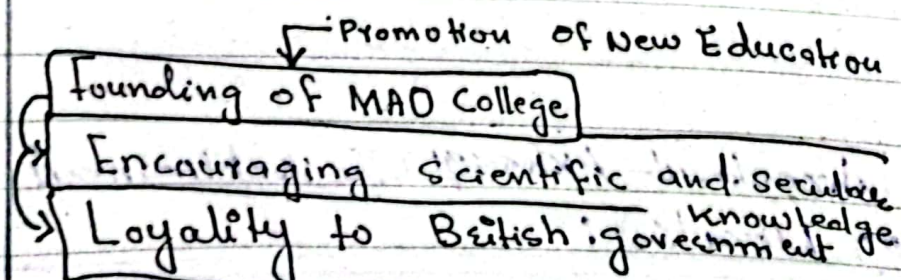 Promotion of New Education
Founding of MAO College
Encouraging scientific and secular
knowledge
Loyality to British government